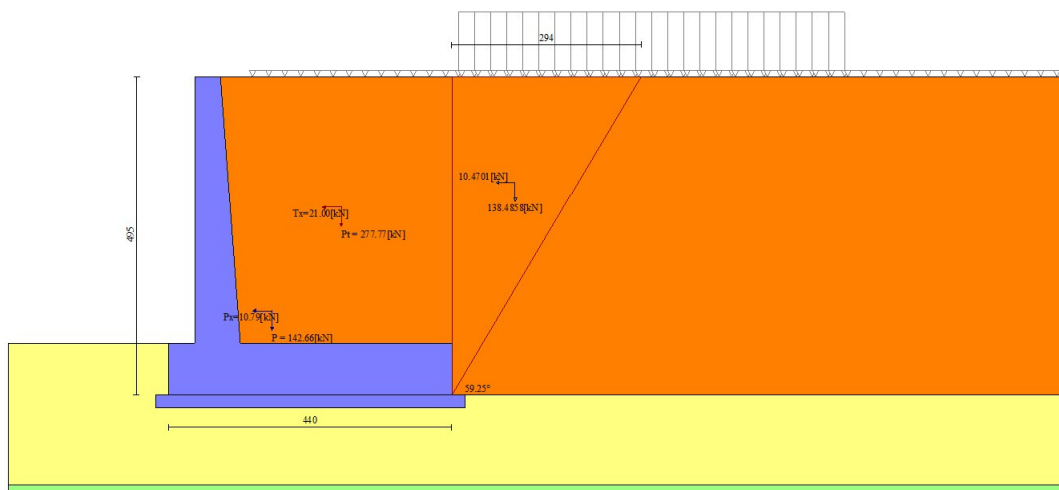 294
10.4701[kN]
138.4858[kN]
Tx=21.00[kN]
Pt = 277.77[kN]
495
Px=10.79[kN]
P = 142.66[kN]
59.25°
440